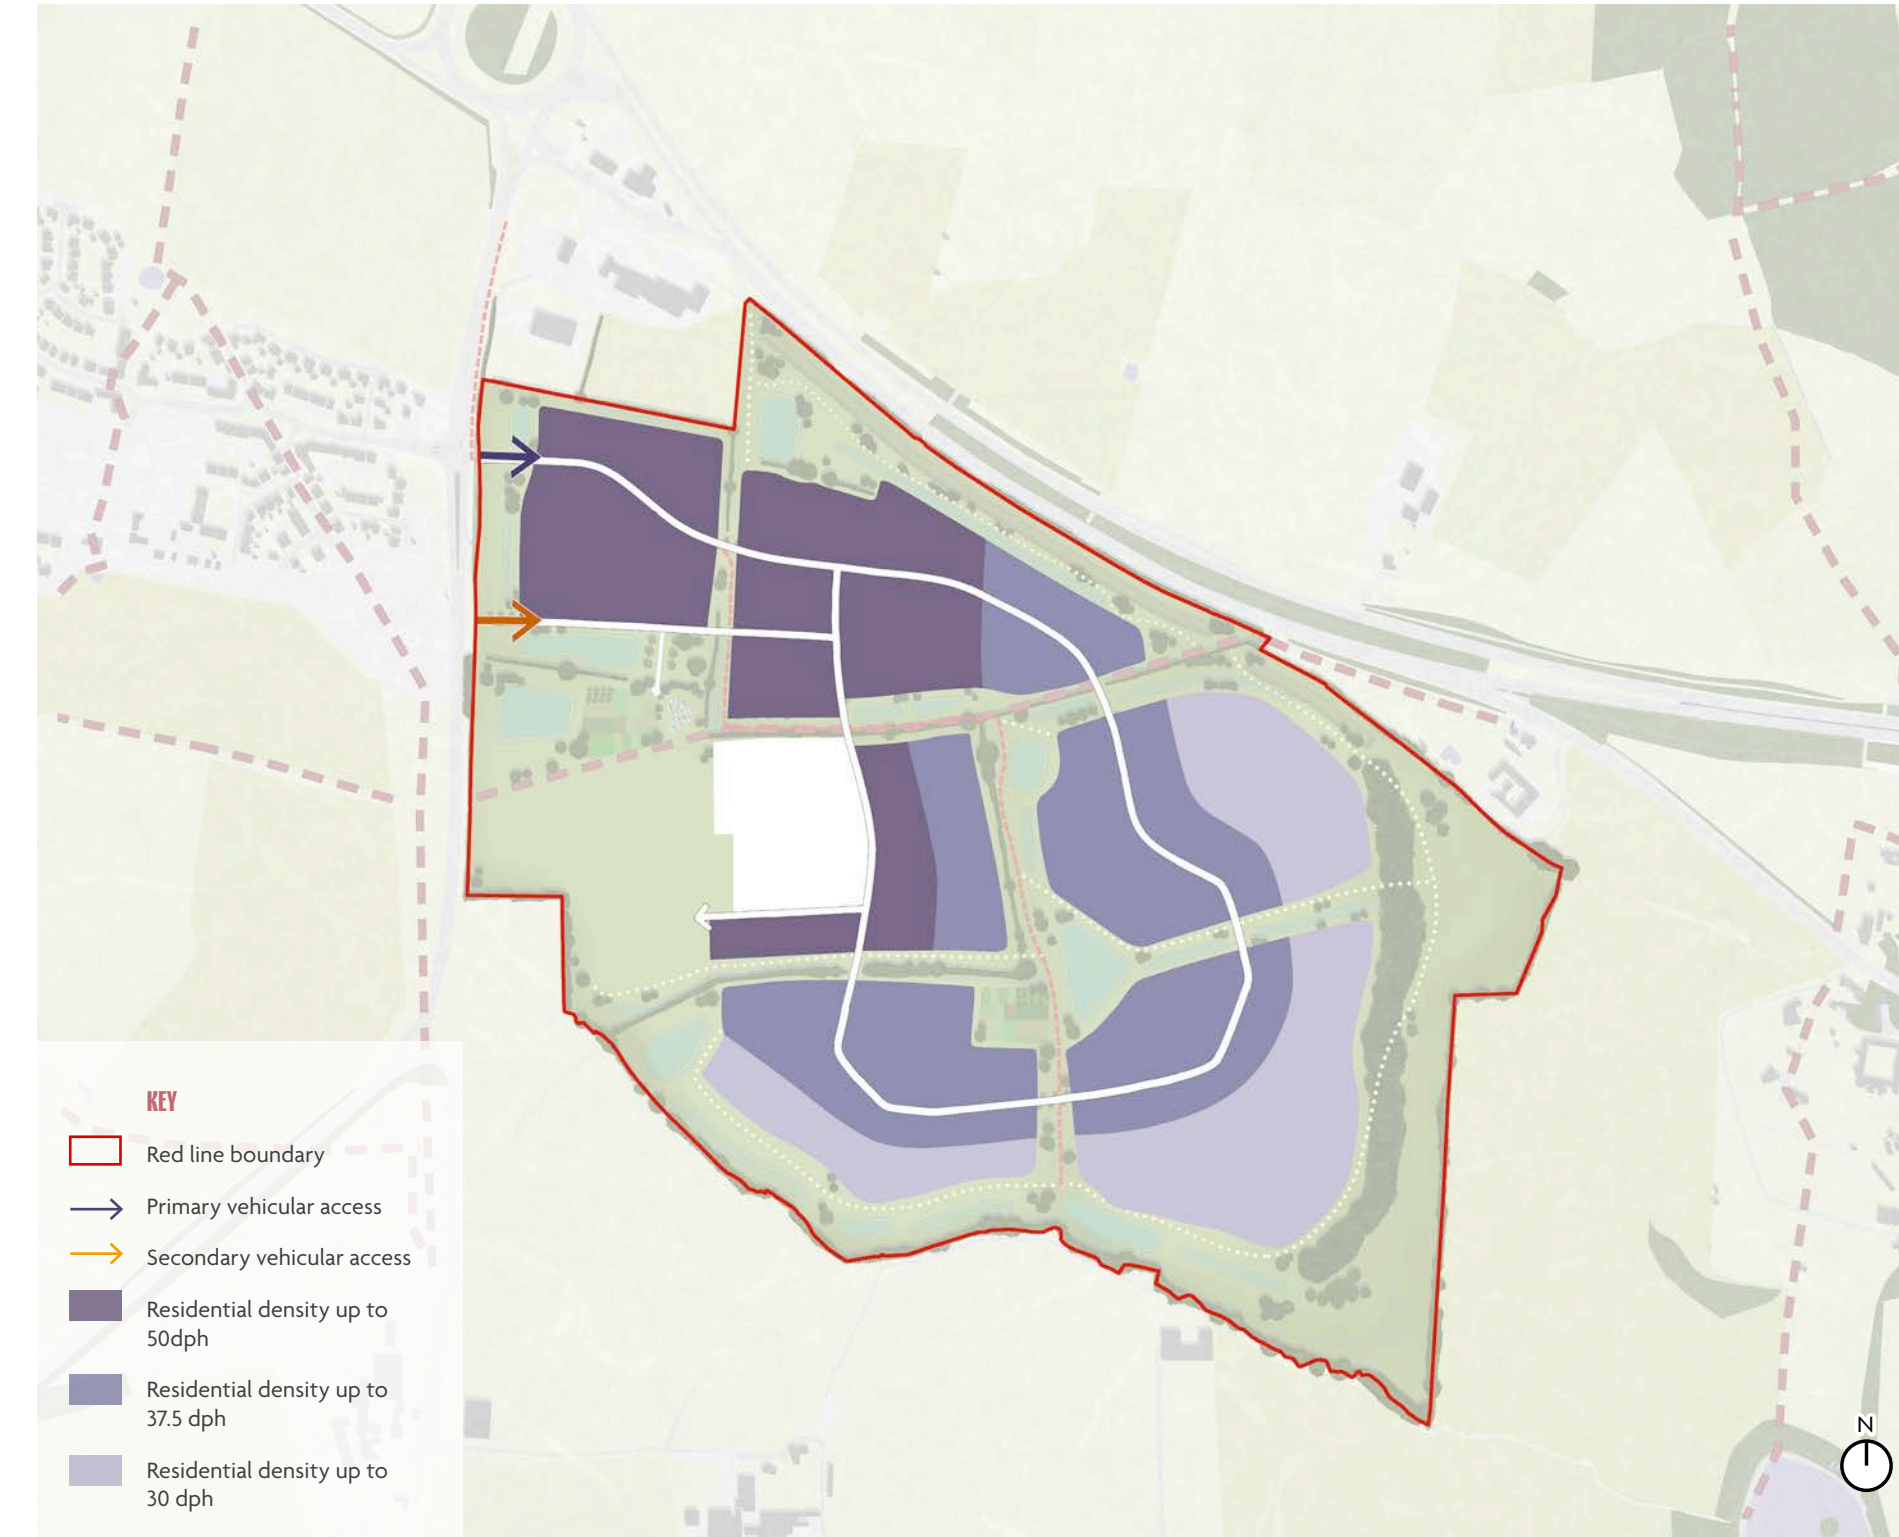 KEY
Red line boundary
Primary vehicular access
Secondary vehicular access
Residential density up to
50dph
Residential density up to
37.5 dph
Residential density up to
30 dph
N